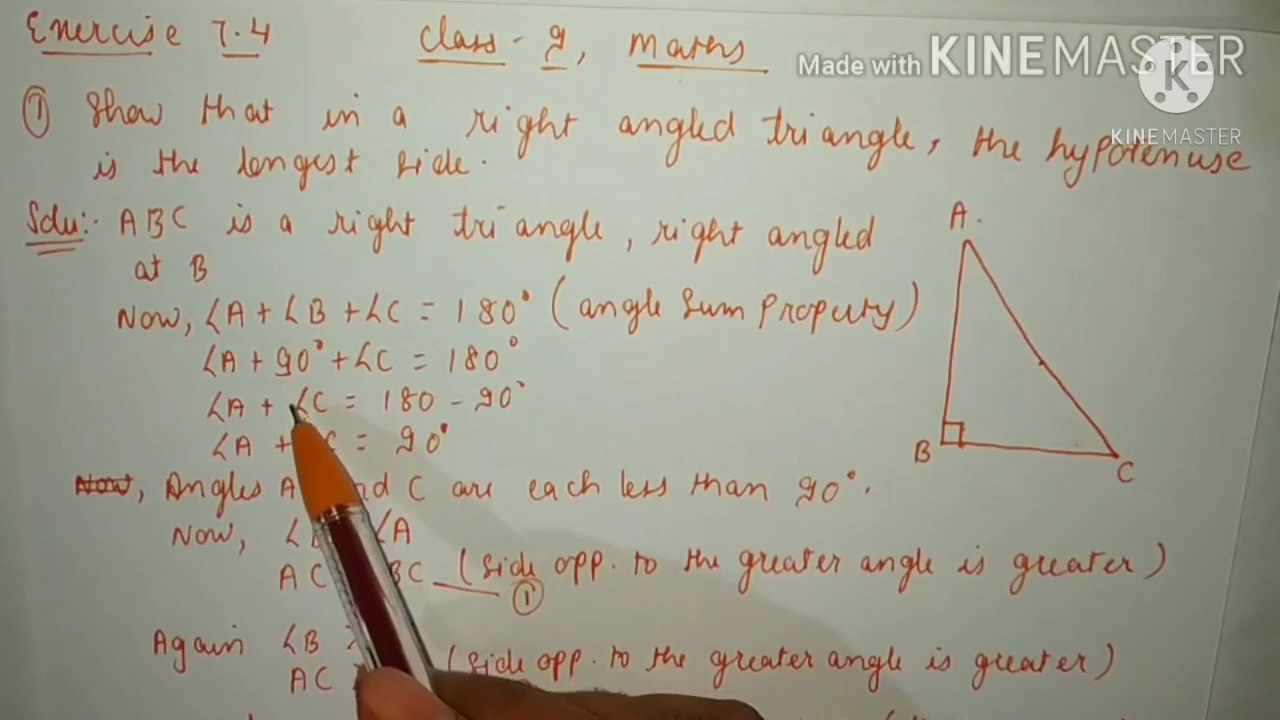 Exercise 7.4 Class - 9, Maths
Made with KINEMASTER
K
KINEMASTER
① Show that in a right angled triangle, the hypotenuse
is the longest side.
Solu:- ABC is a right triangle, right angled
at B
Now, ∠A + ∠B + ∠C = 180° (angle sum Property)
∠A + 90° + ∠C = 180°
∠A + ∠C = 180 - 90°
∠A + C = 90°
Now, Angles A C are each less than 90°.
Now, ∠ ∠A
AC BC (side opp. to the greater angle is greater)
①
Again ∠B >
AC (side opp. to the greater angle is greater)
A
B
C